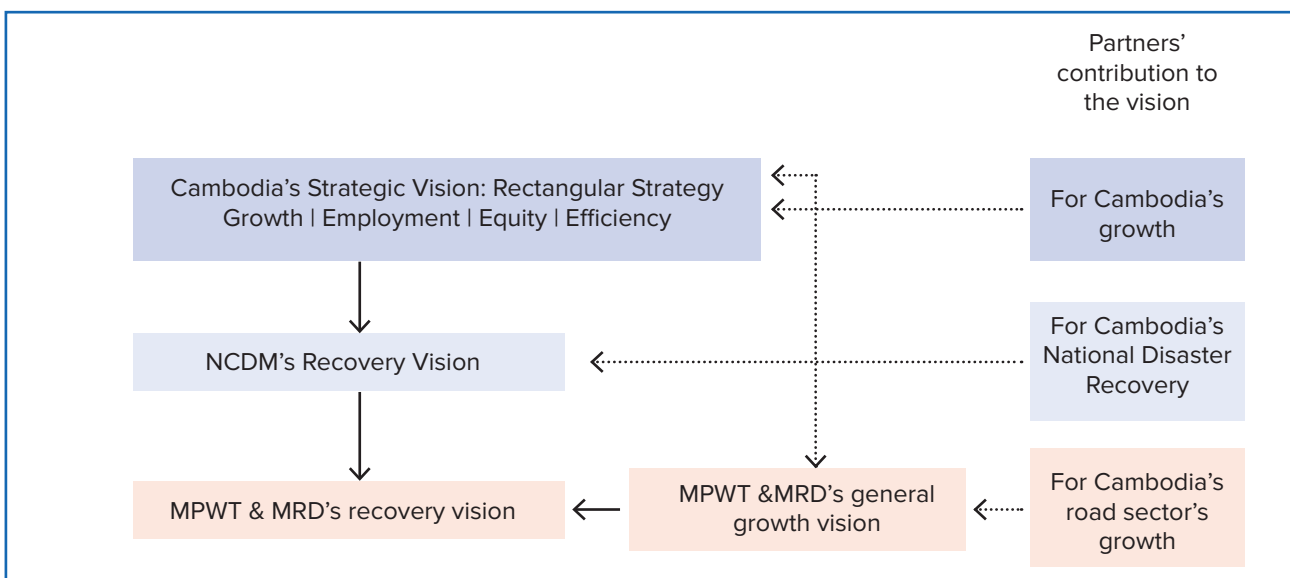 Partners’
contribution to
the vision
Cambodia’s Strategic Vision: Rectangular Strategy
Growth | Employment | Equity | Efficiency
For Cambodia’s
growth
NCDM’s Recovery Vision
For Cambodia’s
National Disaster
Recovery
MPWT & MRD’s recovery vision
MPWT &MRD’s general
growth vision
For Cambodia’s
road sector’s
growth